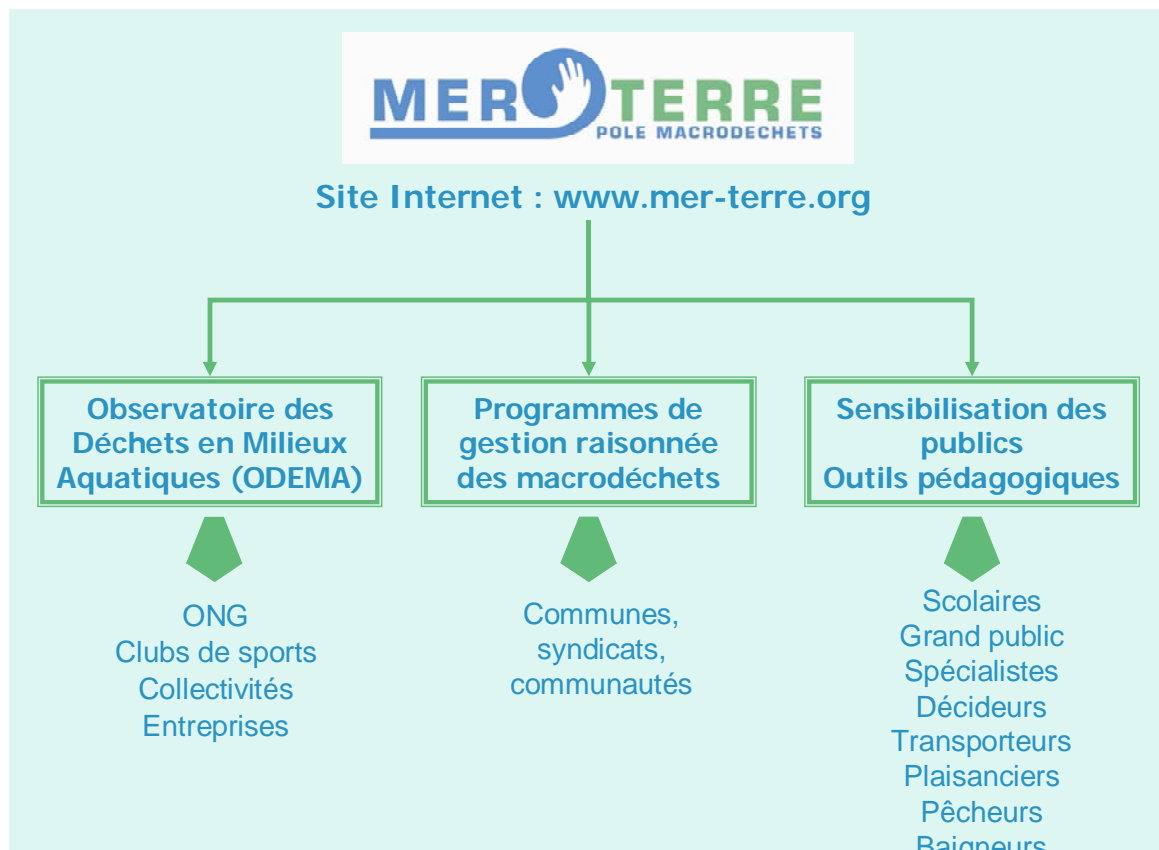 MER TERRE
POLE MACRODECHETS
Site Internet : www.mer-terre.org
Observatoire des
Déchets en Milieux
Aquatiques (ODEMA)
Programmes de
gestion raisonnée
des macrodéchets
Sensibilisation des
publics
Outils pédagogiques
ONG
Clubs de sports
Collectivités
Entreprises
Communes,
syndicats,
communautés
Scolaires
Grand public
Spécialistes
Décideurs
Transporteurs
Plaisanciers
Pêcheurs
Baigneurs